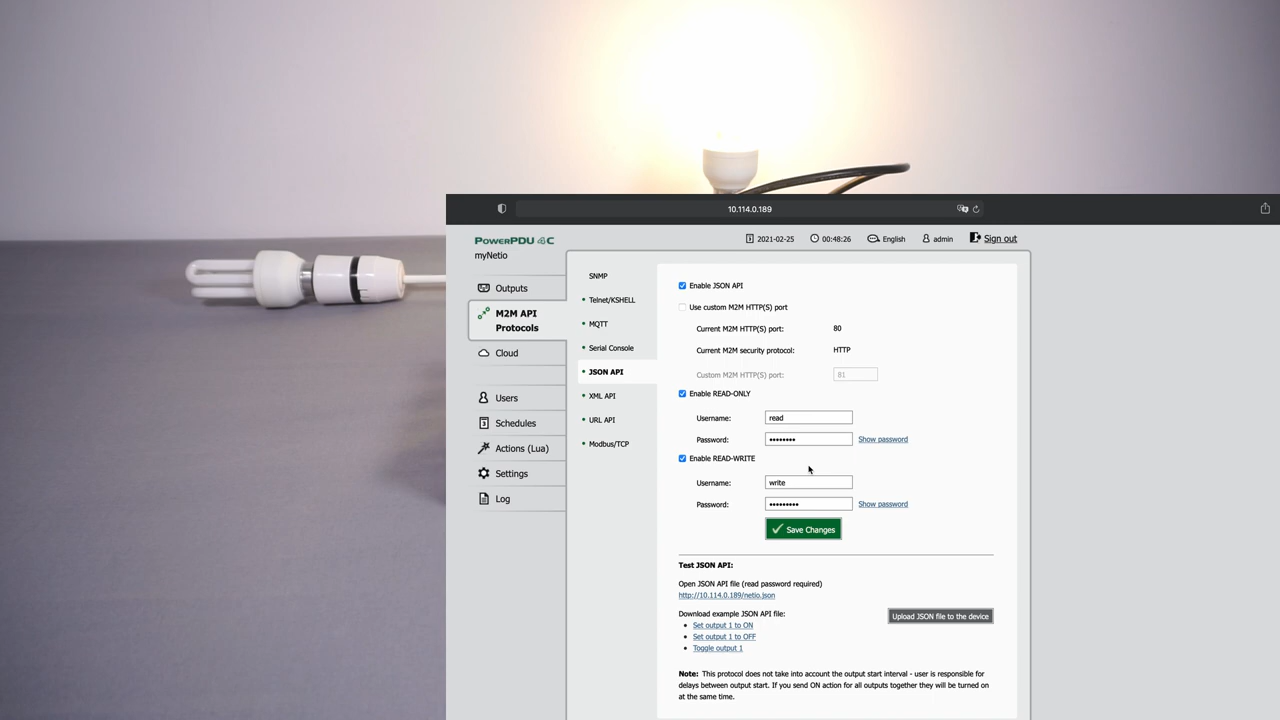 10.114.0.189
PowerPDU 4C
myNetio
2021-02-25
00:48:26
English
admin
Sign out
Outputs
M2M API
Protocols
Cloud
Users
Schedules
Actions (Lua)
Settings
Log
SNMP
Telnet/KSHELL
MQTT
Serial Console
JSON API
XML API
URL API
Modbus/TCP
Enable JSON API
Use custom M2M HTTP(S) port
Current M2M HTTP(S) port: 80
Current M2M security protocol: HTTP
Custom M2M HTTP(S) port: 81
Enable READ-ONLY
Username: read
Password: •••••••• Show password
Enable READ-WRITE
Username: write
Password: ••••••••• Show password
Save Changes
Test JSON API:
Open JSON API file (read password required)
http://10.114.0.189/netio.json
Download example JSON API file:
Set output 1 to ON
Set output 1 to OFF
Toggle output 1
Upload JSON file to the device
Note: This protocol does not take into account the output start interval - user is responsible for
delays between output start. If you send ON action for all outputs together they will be turned on
at the same time.